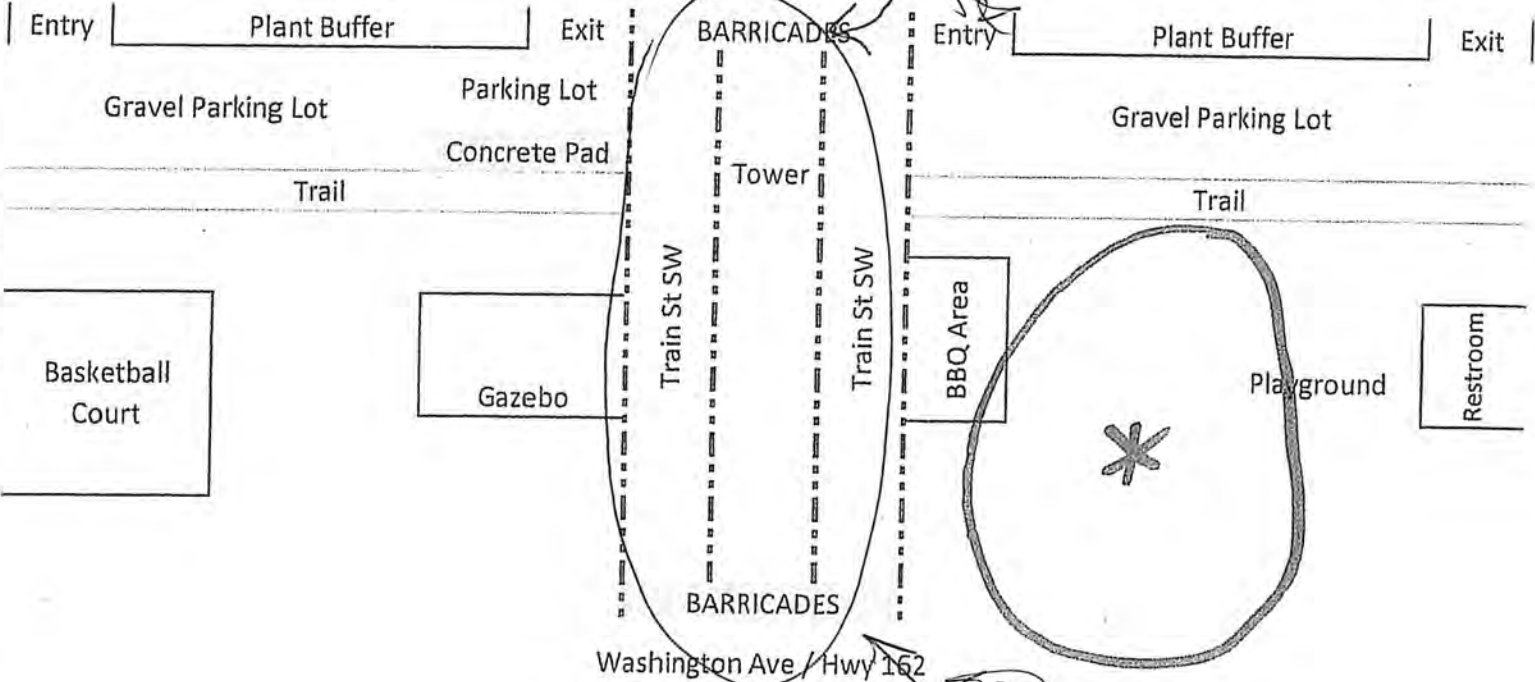 Entry Plant Buffer Exit BARRICADES Entry Plant Buffer Exit
Gravel Parking Lot Parking Lot Gravel Parking Lot
Concrete Pad
Tower
Trail Trail
Train St SW Train St SW
BBQ Area
Basketball
Court
Gazebo
Playground
Restroom
BARRICADES
Washington Ave / Hwy 162